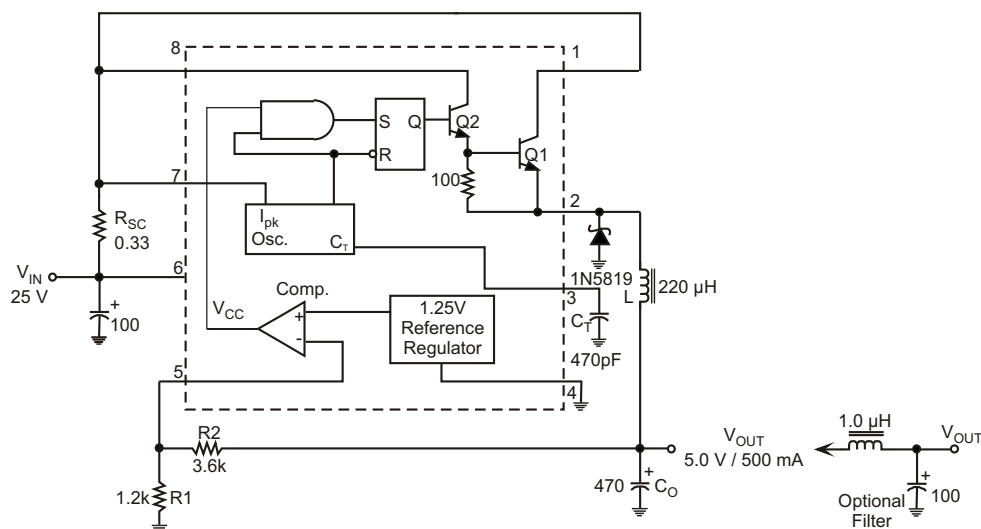 8
1
S
Q
R
Q2
Q1
100
7
2
I pk
Osc.
C T
R SC
0.33
V IN
25 V
6
+
100
1N5819
L
220 µH
3
C T
470pF
Comp.
V CC
+
-
1.25V
Reference
Regulator
5
4
R2
3.6k
1.2k
R1
V OUT
5.0 V / 500 mA
+
470
C O
1.0 µH
V OUT
+
100
Optional
Filter